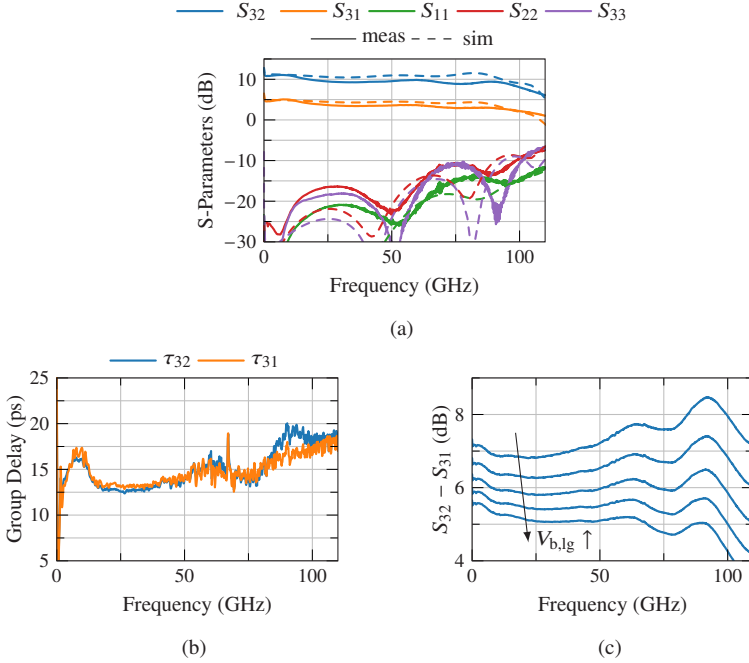 S32 S31 S11 S22 S33
meas sim
10
0
−10
−20
−30
S-Parameters (dB)
0 50 100
Frequency (GHz)
(a)
τ32 τ31
25
20
15
10
5
Group Delay (ps)
0 50 100
Frequency (GHz)
(b)
8
6
4
S32 − S31 (dB)
Vb,lg ↑
0 50 100
Frequency (GHz)
(c)